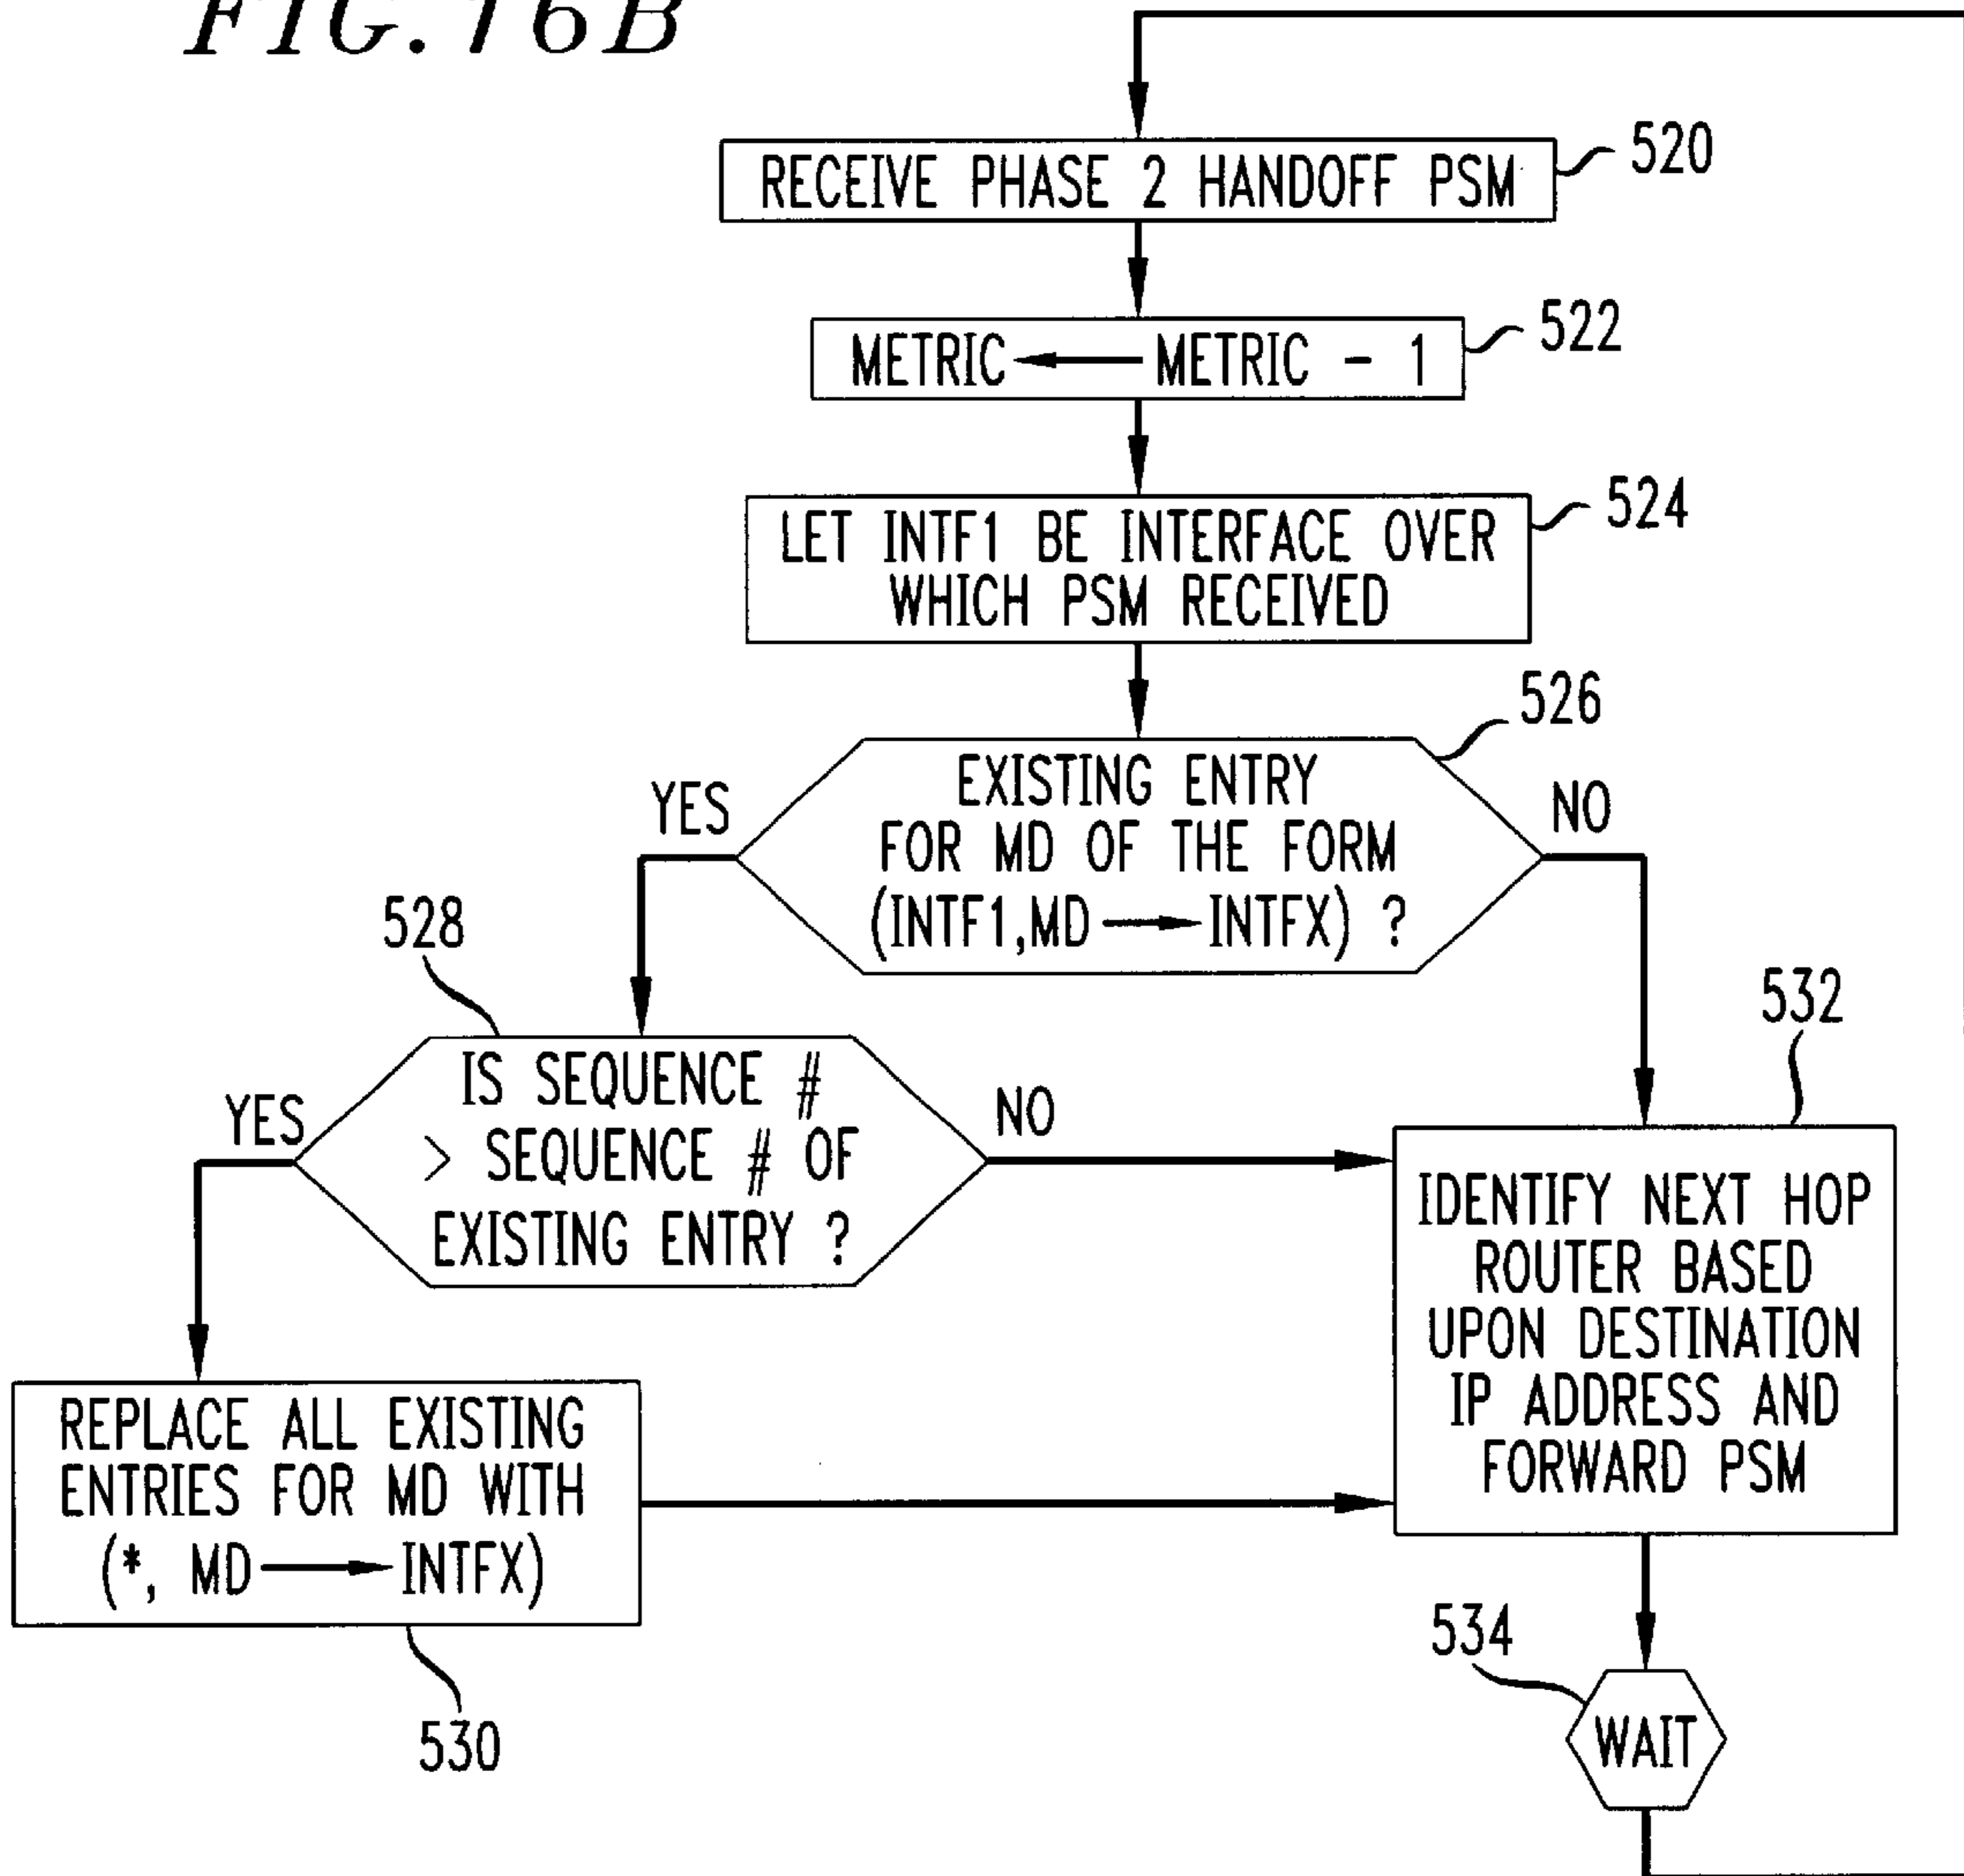 FIG. 16B
RECEIVE PHASE 2 HANDOFF PSM
520
METRIC ← METRIC - 1
522
LET INTF1 BE INTERFACE OVER
WHICH PSM RECEIVED
524
526
EXISTING ENTRY
FOR MD OF THE FORM
(INTF1,MD → INTFX) ?
YES
NO
528
IS SEQUENCE #
> SEQUENCE # OF
EXISTING ENTRY ?
YES
NO
532
IDENTIFY NEXT HOP
ROUTER BASED
UPON DESTINATION
IP ADDRESS AND
FORWARD PSM
REPLACE ALL EXISTING
ENTRIES FOR MD WITH
(*, MD → INTFX)
530
534
WAIT